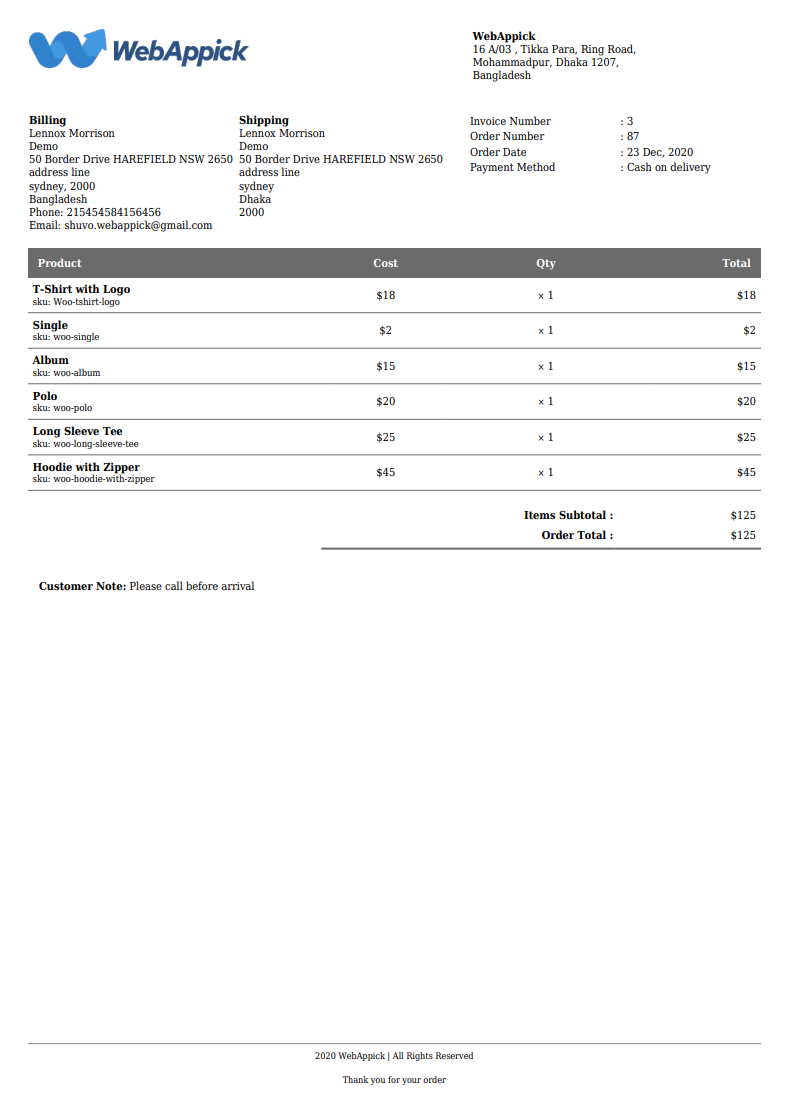 WebAppick
WebAppick
16 A/03 , Tikka Para, Ring Road,
Mohammadpur, Dhaka 1207,
Bangladesh
Billing
Lennox Morrison
Demo
50 Border Drive HAREFIELD NSW 2650
address line
sydney, 2000
Bangladesh
Phone: 215454584156456
Email: shuvo.webappick@gmail.com
Shipping
Lennox Morrison
Demo
50 Border Drive HAREFIELD NSW 2650
address line
sydney
Dhaka
2000
Invoice Number : 3
Order Number : 87
Order Date : 23 Dec, 2020
Payment Method : Cash on delivery
Product Cost Qty Total
T-Shirt with Logo
sku: Woo-tshirt-logo
$18 × 1 $18
Single
sku: woo-single
$2 × 1 $2
Album
sku: woo-album
$15 × 1 $15
Polo
sku: woo-polo
$20 × 1 $20
Long Sleeve Tee
sku: woo-long-sleeve-tee
$25 × 1 $25
Hoodie with Zipper
sku: woo-hoodie-with-zipper
$45 × 1 $45
Items Subtotal : $125
Order Total : $125
Customer Note: Please call before arrival
2020 WebAppick | All Rights Reserved
Thank you for your order